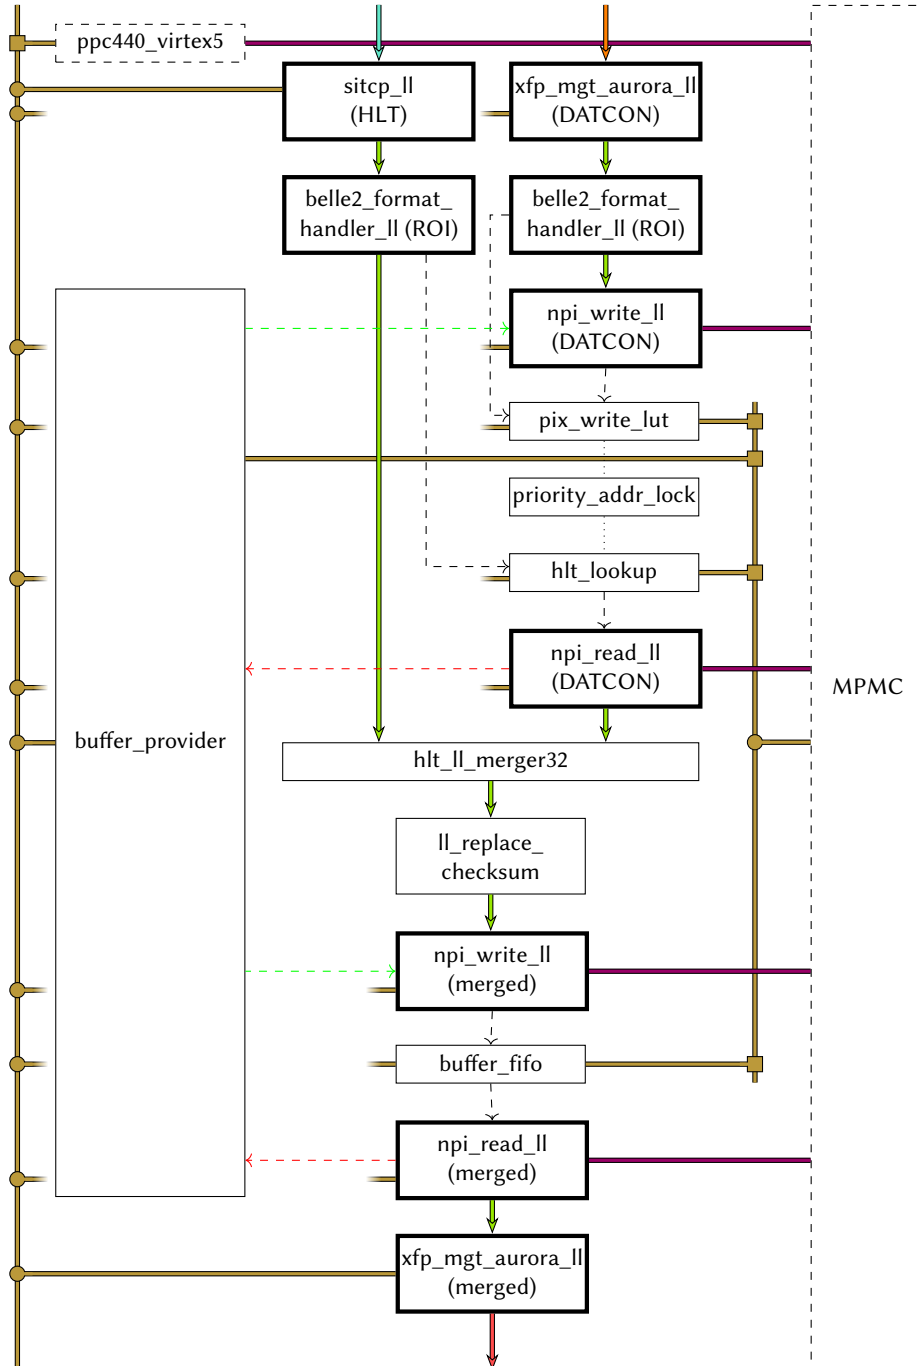 ppc440_virtex5
sitcp_ll
(HLT)
xfp_mgt_aurora_ll
(DATCON)
belle2_format_
handler_ll (ROI)
belle2_format_
handler_ll (ROI)
npi_write_ll
(DATCON)
pix_write_lut
priority_addr_lock
hlt_lookup
npi_read_ll
(DATCON)
MPMC
buffer_provider
hlt_ll_merger32
ll_replace_
checksum
npi_write_ll
(merged)
buffer_fifo
npi_read_ll
(merged)
xfp_mgt_aurora_ll
(merged)